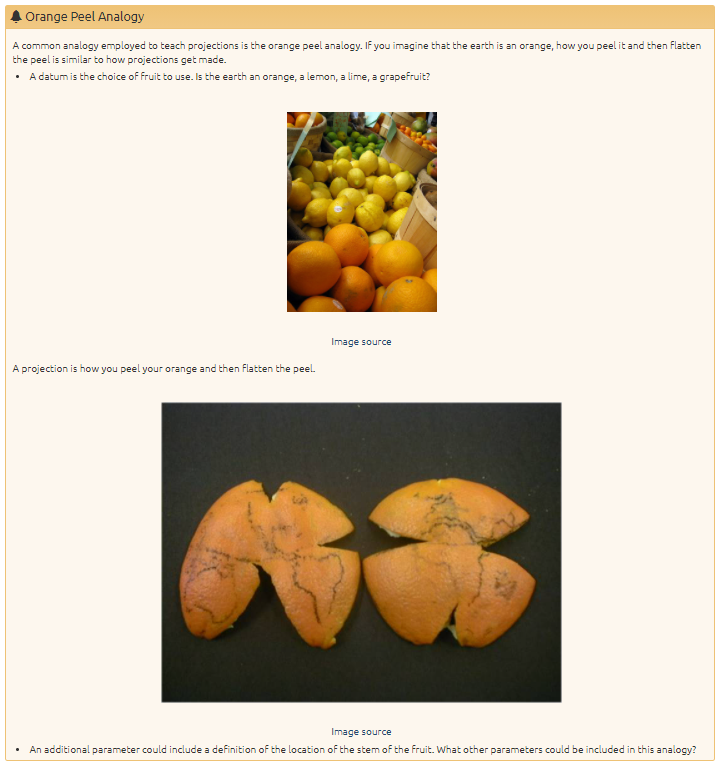 Orange Peel Analogy
A common analogy employed to teach projections is the orange peel analogy. If you imagine that the earth is an orange, how you peel it and then flatten
the peel is similar to how projections get made.
• A datum is the choice of fruit to use. Is the earth an orange, a lemon, a lime, a grapefruit?
Image source
A projection is how you peel your orange and then flatten the peel.
Image source
• An additional parameter could include a definition of the location of the stem of the fruit. What other parameters could be included in this analogy?